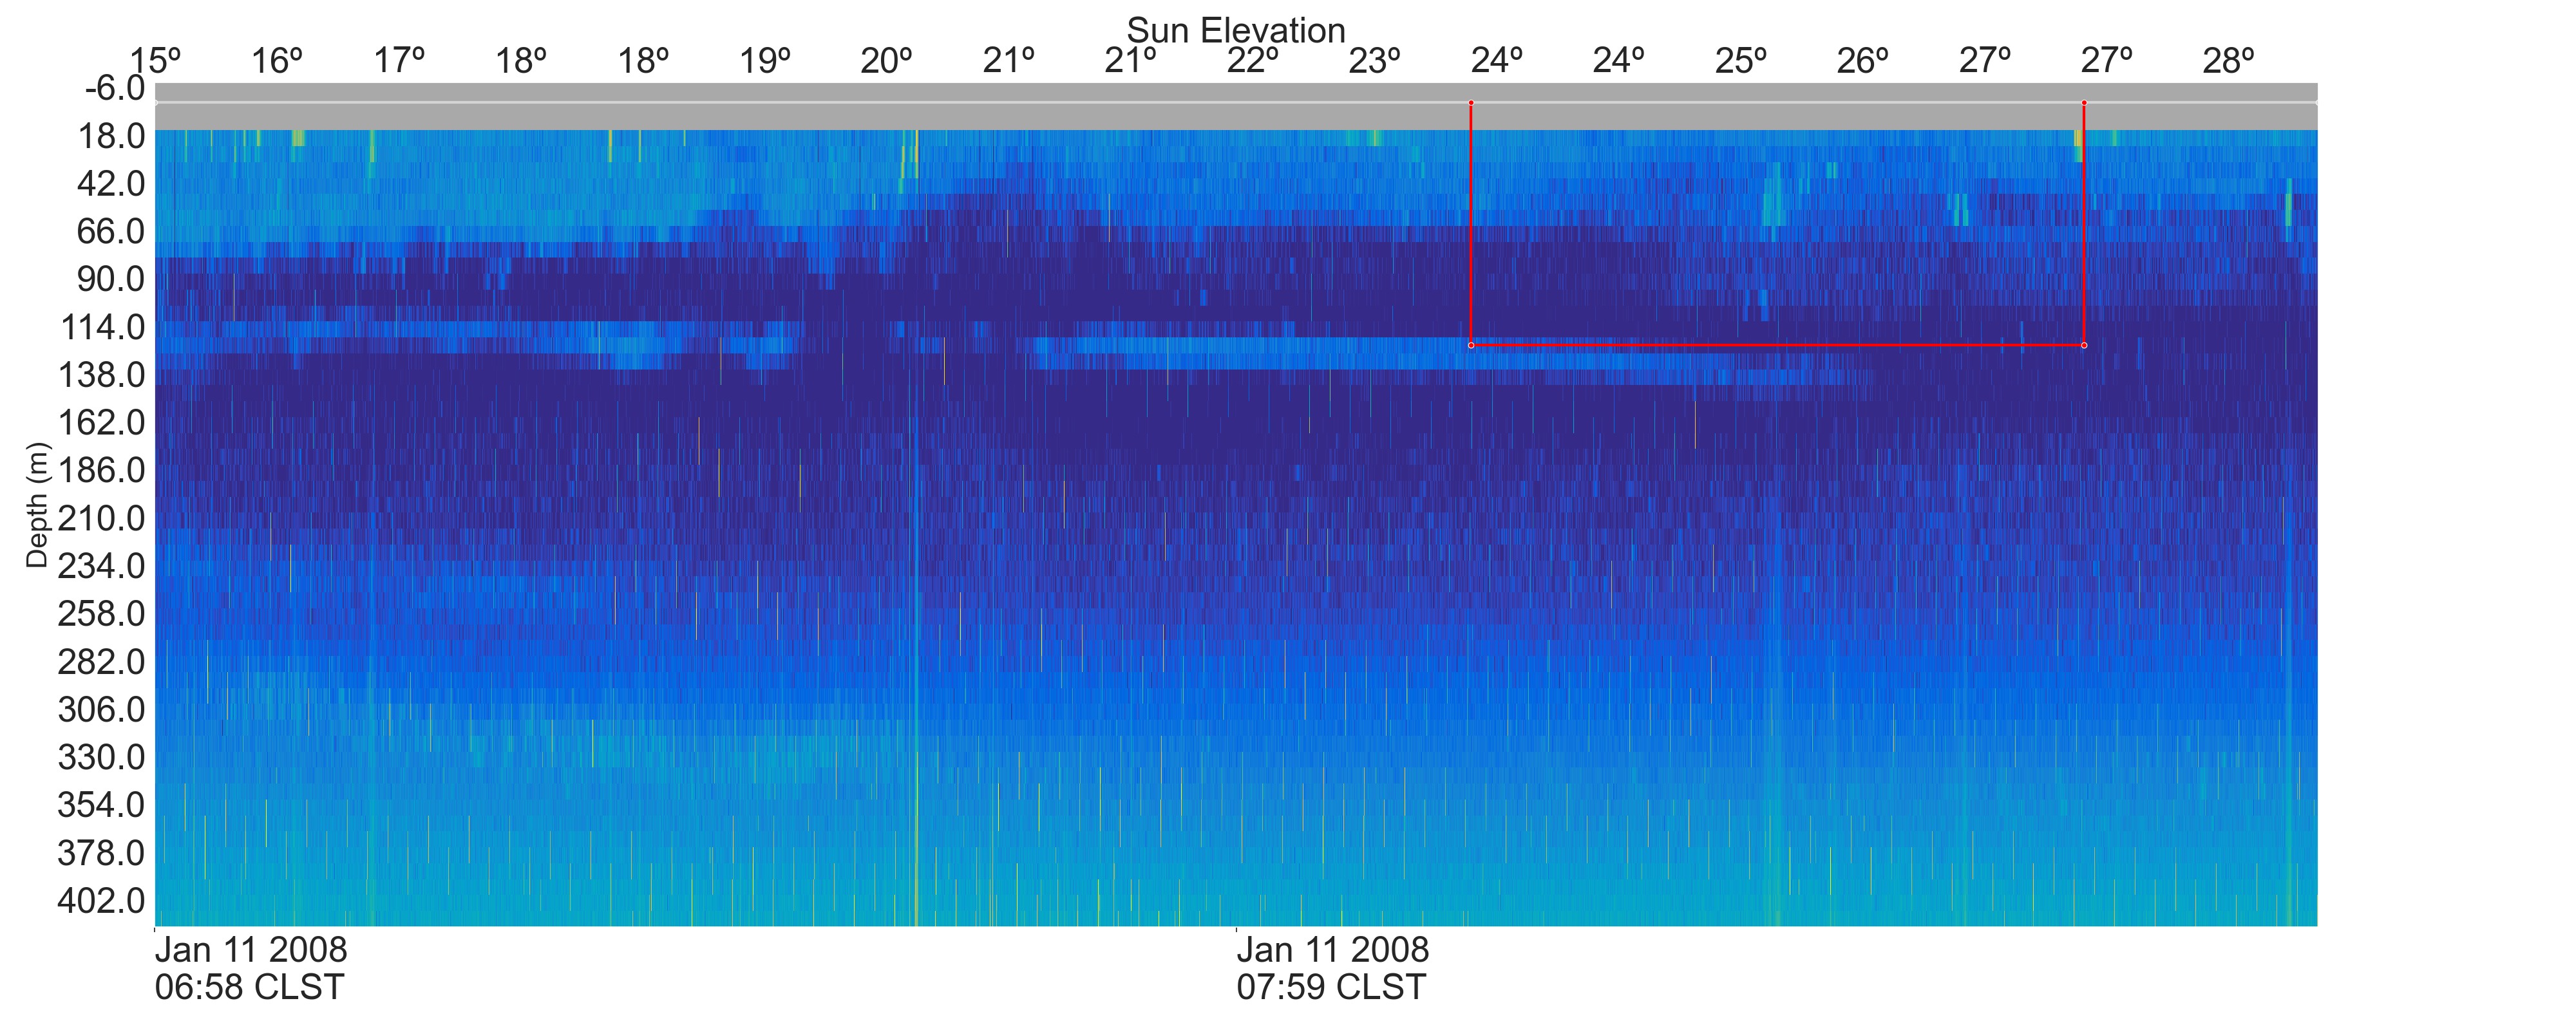 Sun Elevation
15º 16º 17º 18º 18º 19º 20º 21º 21º 22º 23º 24º 24º 25º 26º 27º 27º 28º
-6.0
18.0
42.0
66.0
90.0
114.0
138.0
162.0
186.0
210.0
234.0
258.0
282.0
306.0
330.0
354.0
378.0
402.0
Depth (m)
Jan 11 2008
06:58 CLST
Jan 11 2008
07:59 CLST